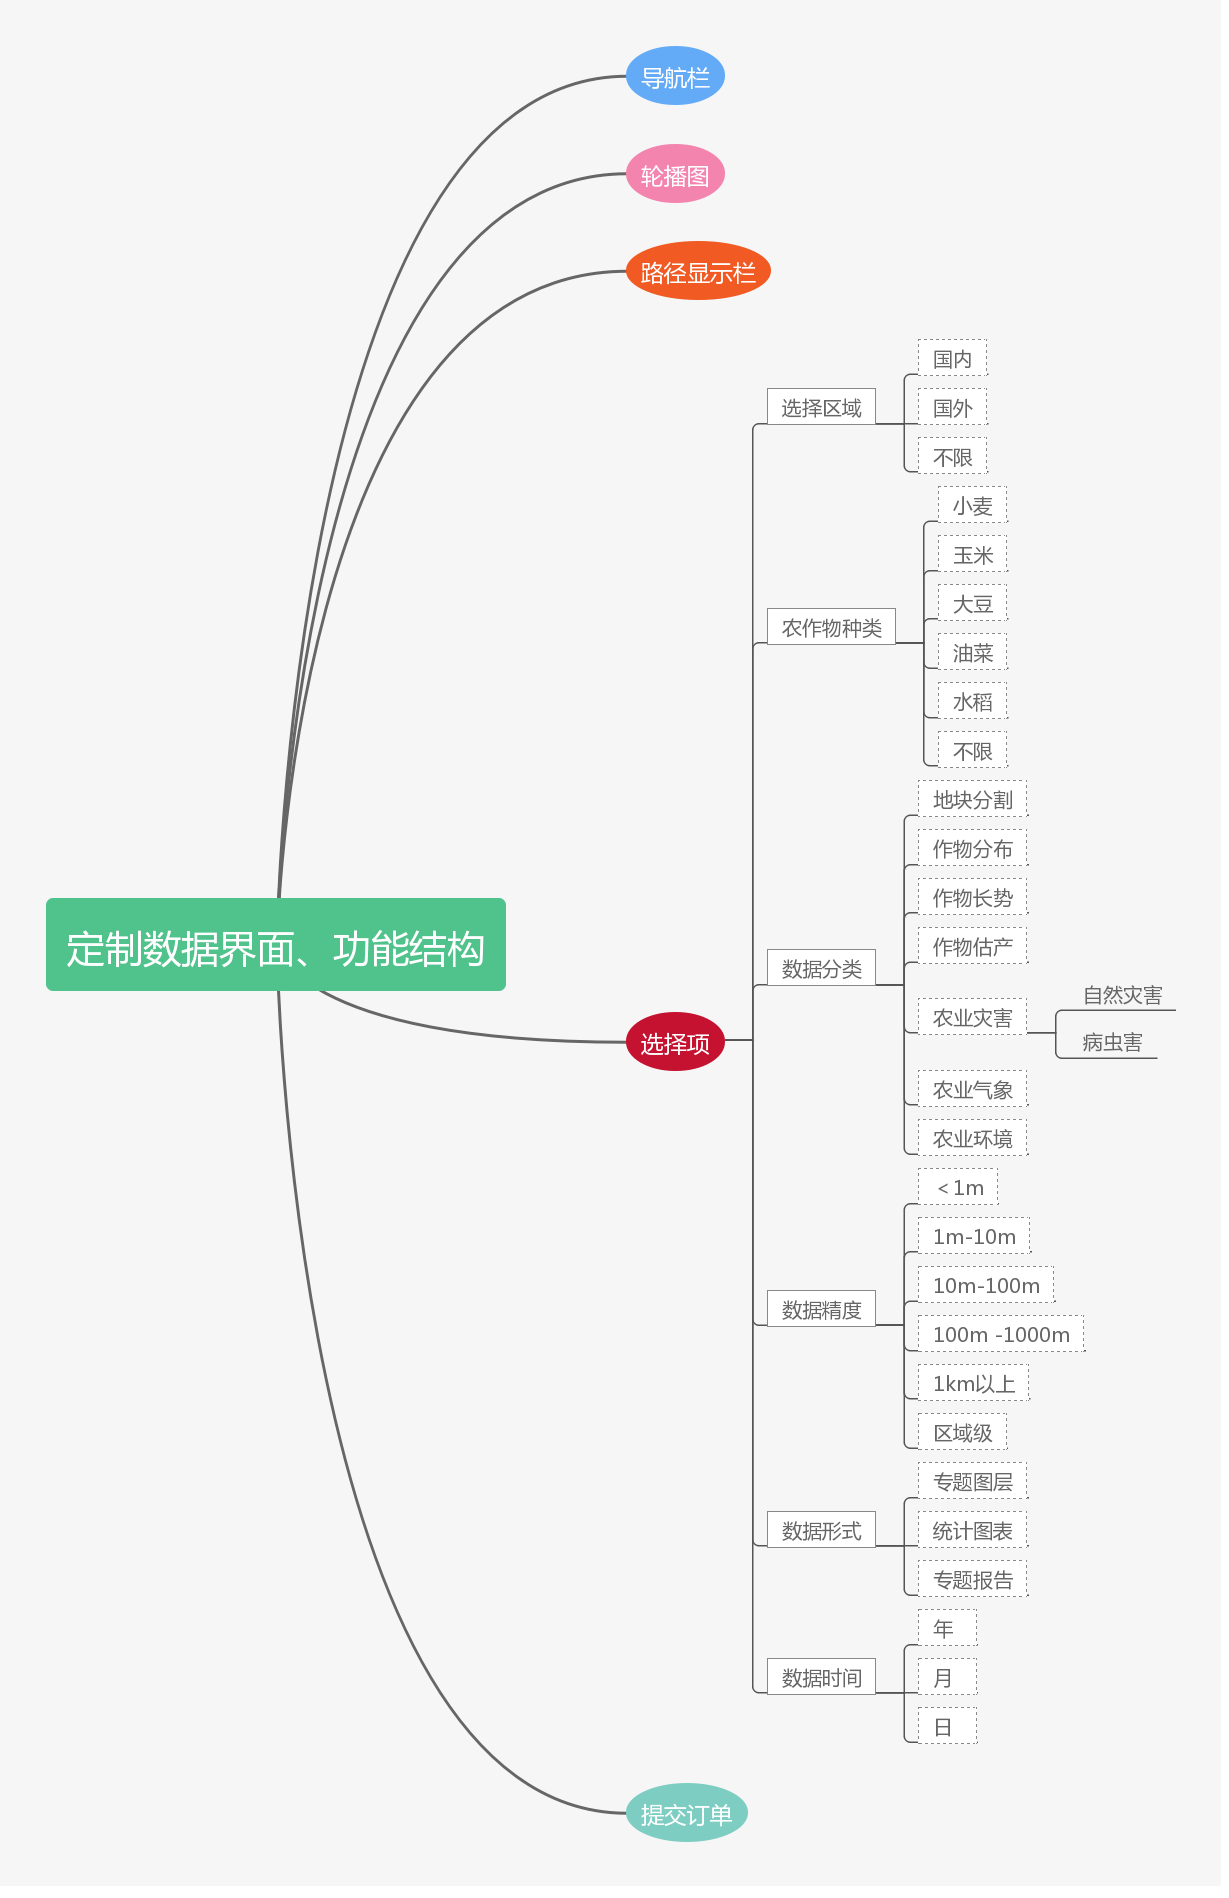 导航栏
轮播图
路径显示栏
国内
选择区域
国外
不限
小麦
玉米
大豆
农作物种类
油菜
水稻
不限
地块分割
作物分布
作物长势
作物估产
定制数据界面、功能结构
数据分类
自然灾害
农业灾害
病虫害
选择项
农业气象
农业环境
<1m
1m-10m
10m-100m
数据精度
100m -1000m
1km以上
区域级
专题图层
数据形式
统计图表
专题报告
年
数据时间
月
日
提交订单